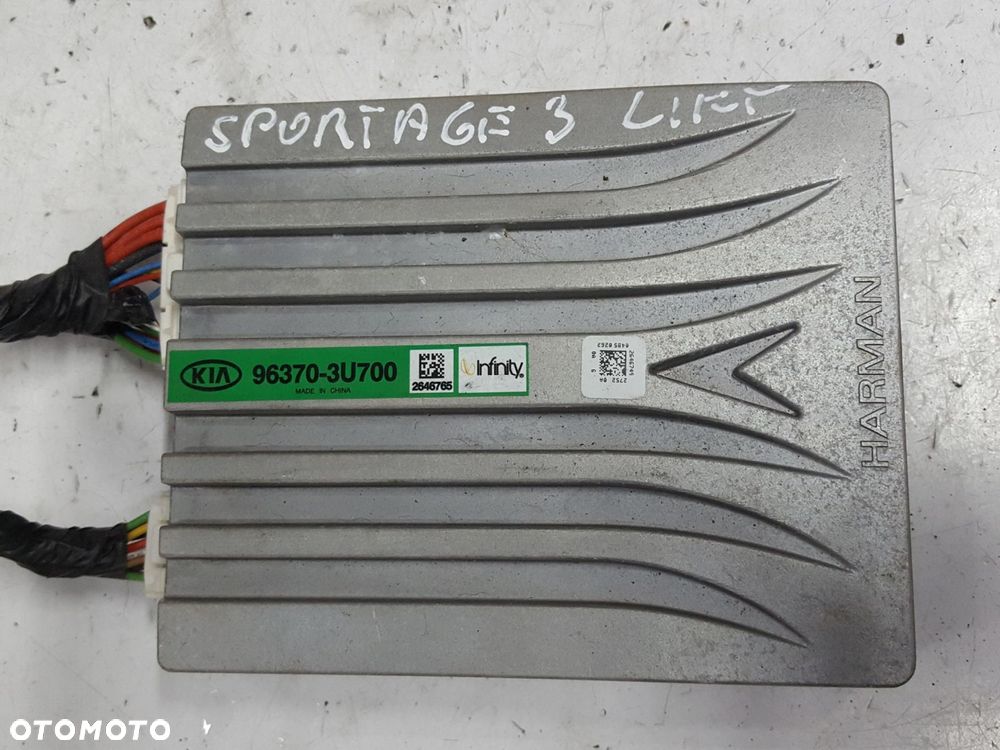 SPORTAGE 3 LIFT
KIA 96370-3U700
MADE IN CHINA
2646765
Infinity
HARMAN
OTOMOTO